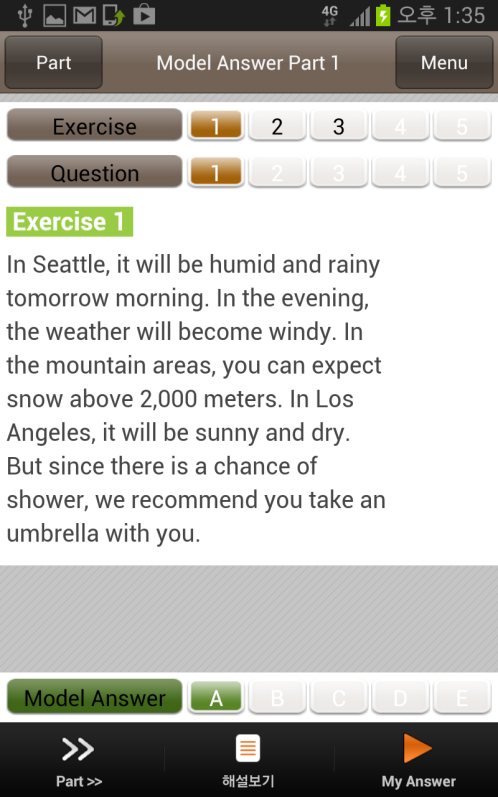 4G 오후 1:35
Part Model Answer Part 1 Menu
Exercise 1 2 3 4 5
Question 1 2 3 4 5
Exercise 1
In Seattle, it will be humid and rainy
tomorrow morning. In the evening,
the weather will become windy. In
the mountain areas, you can expect
snow above 2,000 meters. In Los
Angeles, it will be sunny and dry.
But since there is a chance of
shower, we recommend you take an
umbrella with you.
Model Answer A B C D E
Part >> 해설보기 My Answer